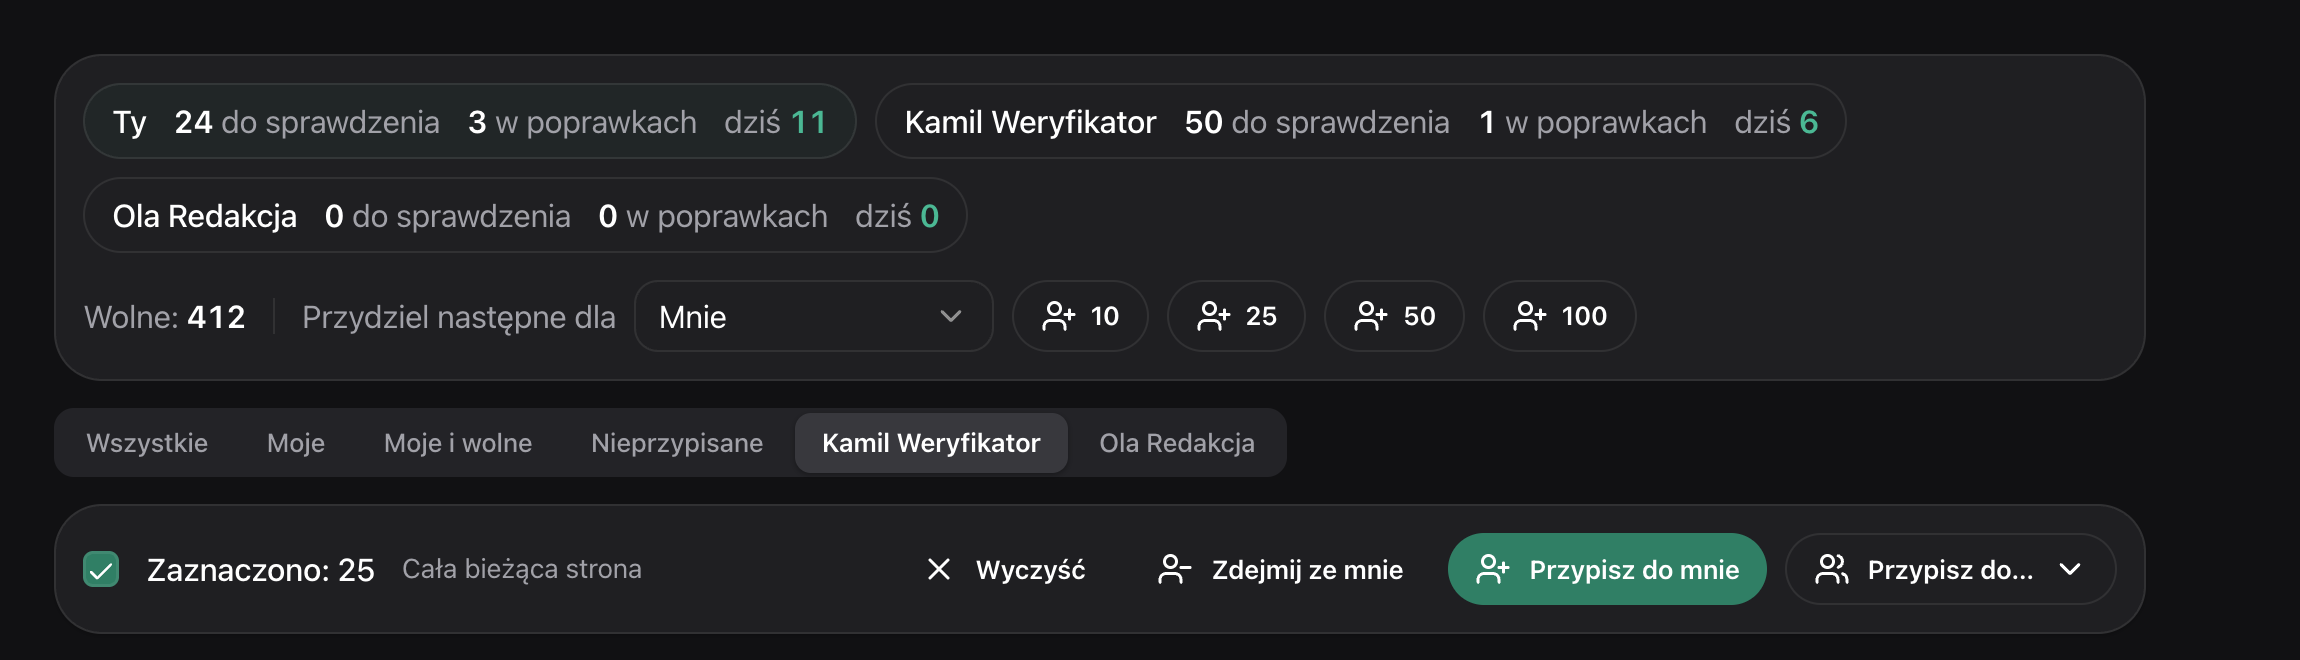 Ty 24 do sprawdzenia 3 w poprawkach dziś 11 Kamil Weryfikator 50 do sprawdzenia 1 w poprawkach dziś 6
Ola Redakcja 0 do sprawdzenia 0 w poprawkach dziś 0
Wolne: 412 Przydziel następne dla Mnie 10 25 50 100
Wszystkie Moje Moje i wolne Nieprzypisane Kamil Weryfikator Ola Redakcja
Zaznaczono: 25 Cała bieżąca strona Wyczyść Zdejmij ze mnie Przypisz do mnie Przypisz do...